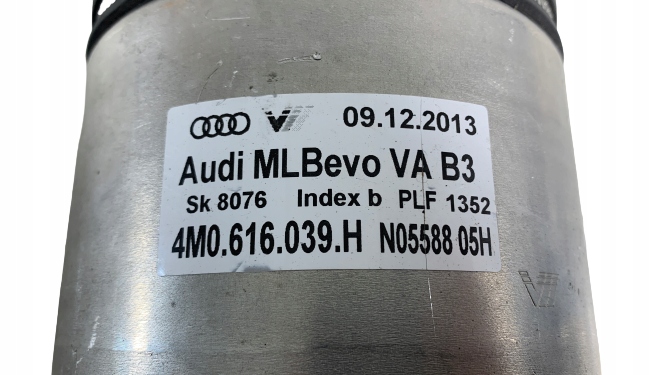 09.12.2013
Audi MLBevo VA B3
Sk 8076 Index b PLF 1352
4M0.616.039.H N05588 05H